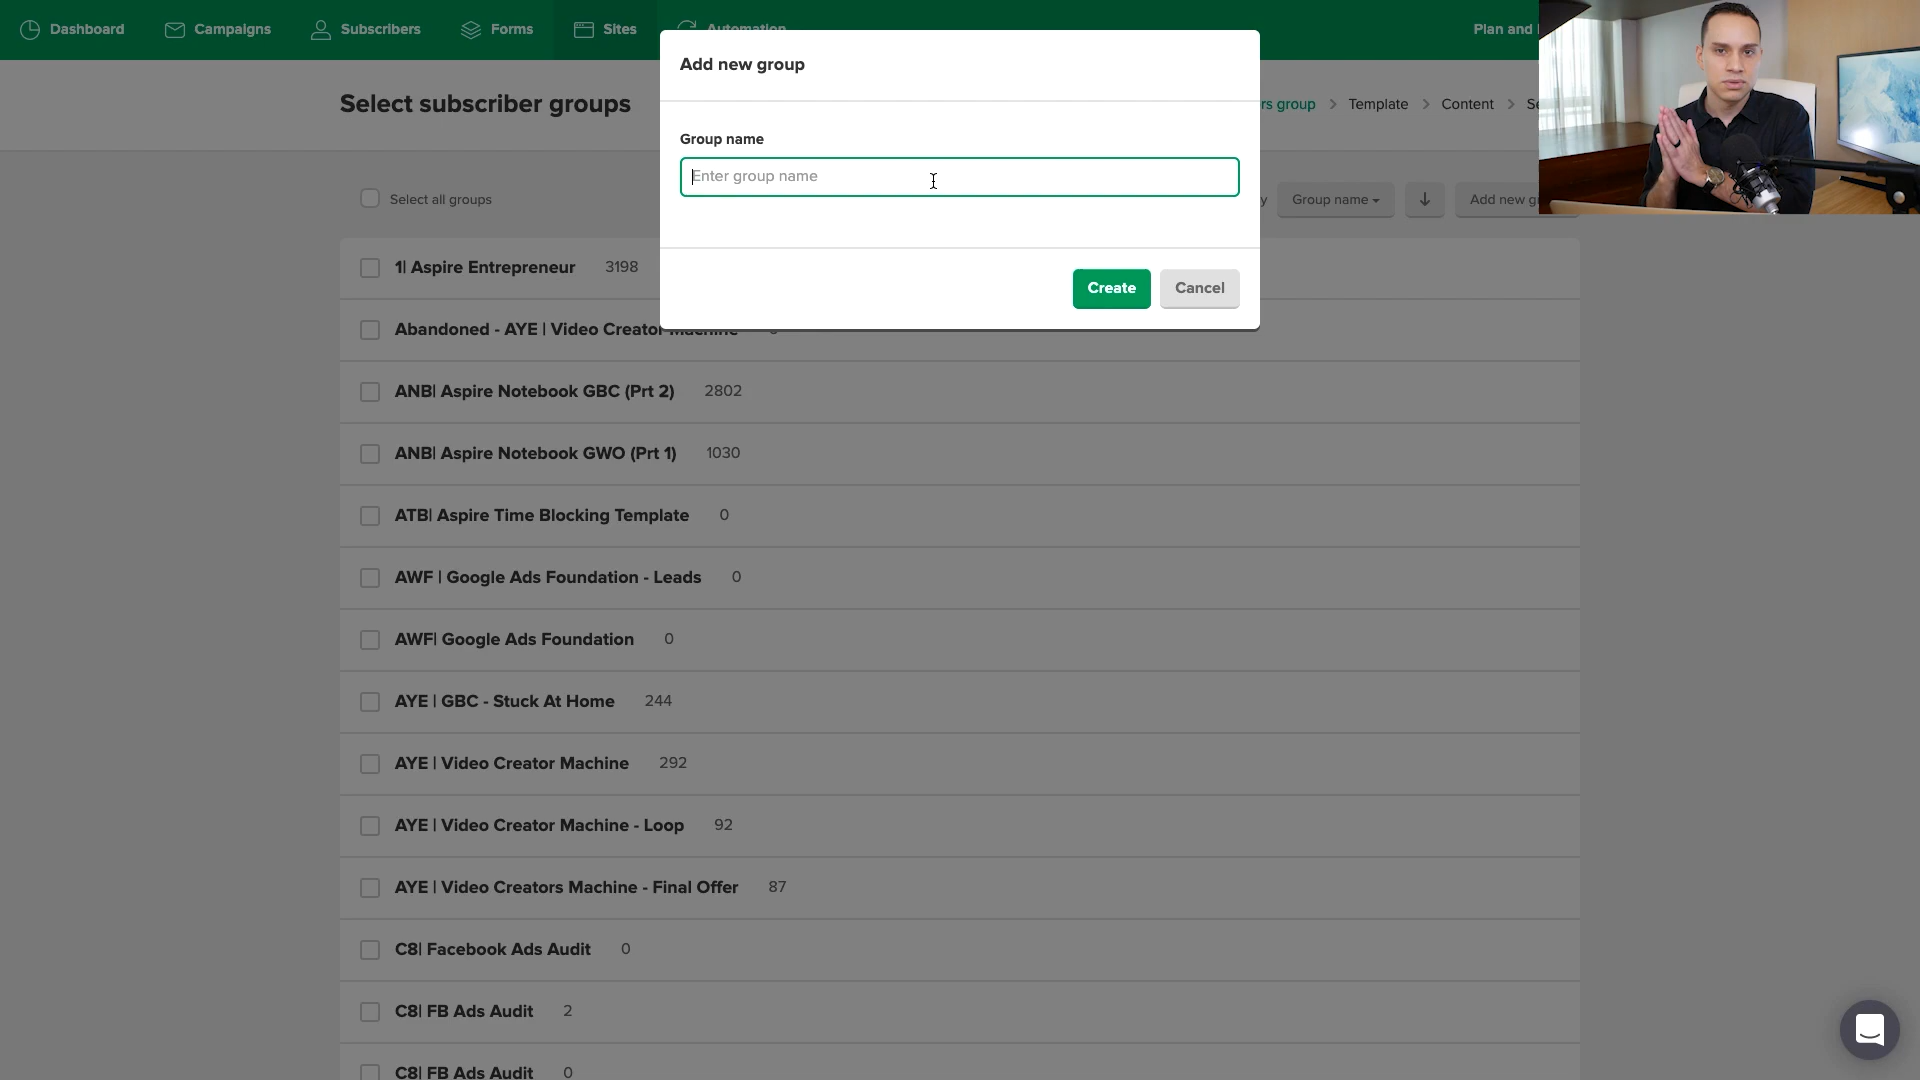 Dashboard
Campaigns
Subscribers
Forms
Sites
Automation
Plan and
Add new group
Select subscriber groups
rs group > Template > Content >
Group name
Enter group name
Select all groups
Group name
Add new
Create
Cancel
1| Aspire Entrepreneur 3198
Abandoned - AYE | Video Creator Machine
ANB| Aspire Notebook GBC (Prt 2) 2802
ANB| Aspire Notebook GWO (Prt 1) 1030
ATB| Aspire Time Blocking Template 0
AWF | Google Ads Foundation - Leads 0
AWF| Google Ads Foundation 0
AYE | GBC - Stuck At Home 244
AYE | Video Creator Machine 292
AYE | Video Creator Machine - Loop 92
AYE | Video Creators Machine - Final Offer 87
C8| Facebook Ads Audit 0
C8| FB Ads Audit 2
C8| FB Ads Audit 0